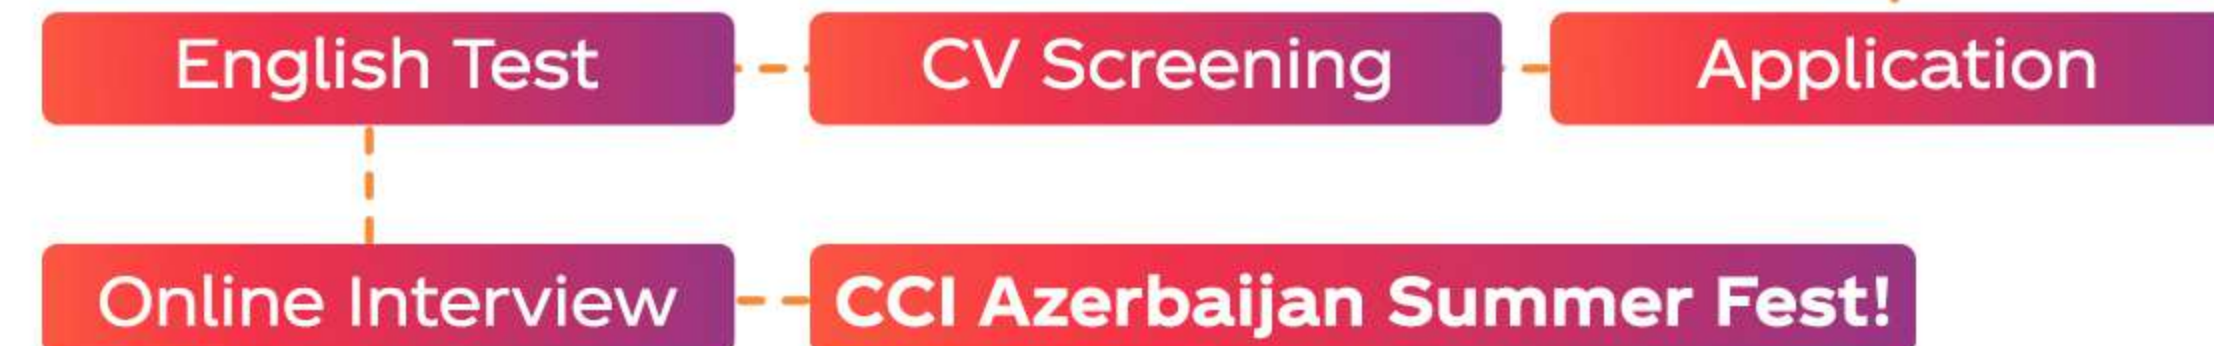 English Test
CV Screening
Application
Online Interview
CCI Azerbaijan Summer Fest!